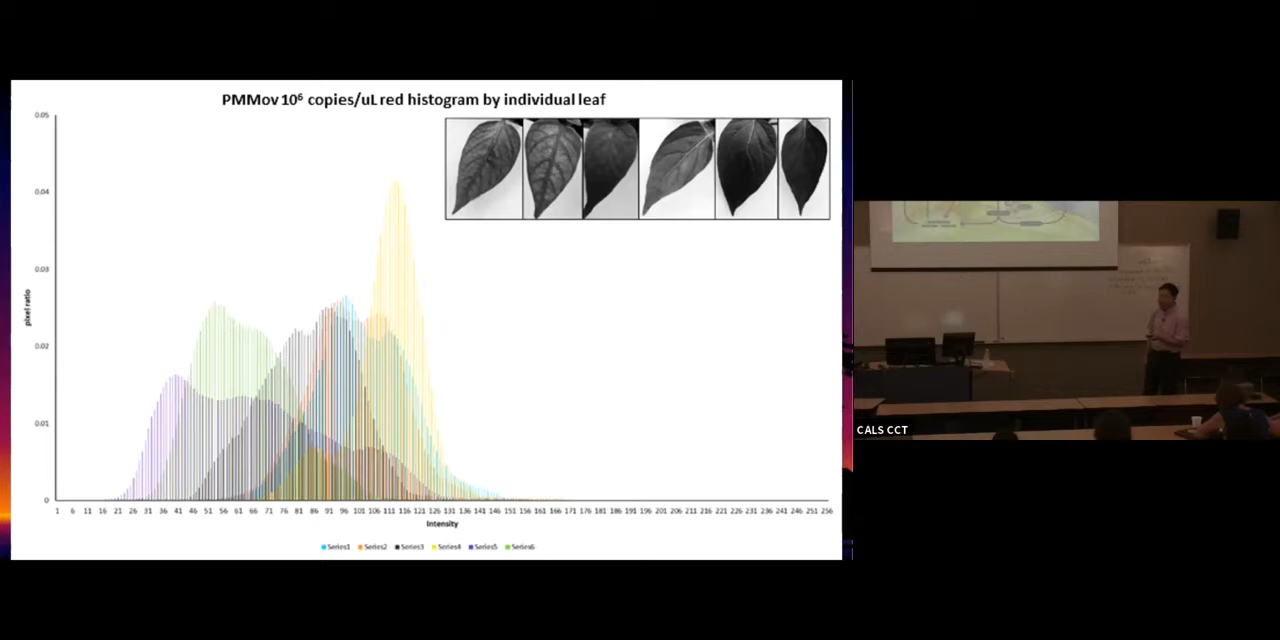 PMMov 10⁶ copies/uL red histogram by individual leaf
0.05
0.04
0.03
0.02
0.01
0
pixel ratio
1 6 11 16 21 26 31 36 41 46 51 56 61 66 71 76 81 86 91 96 101 106 111 116 121 126 131 136 141 146 151 156 161 166 171 176 181 186 191 196 201 206 211 216 221 226 231 236 241 246 251 256
Intensity
Series1 Series2 Series3 Series4 Series5 Series6
CALS CCT